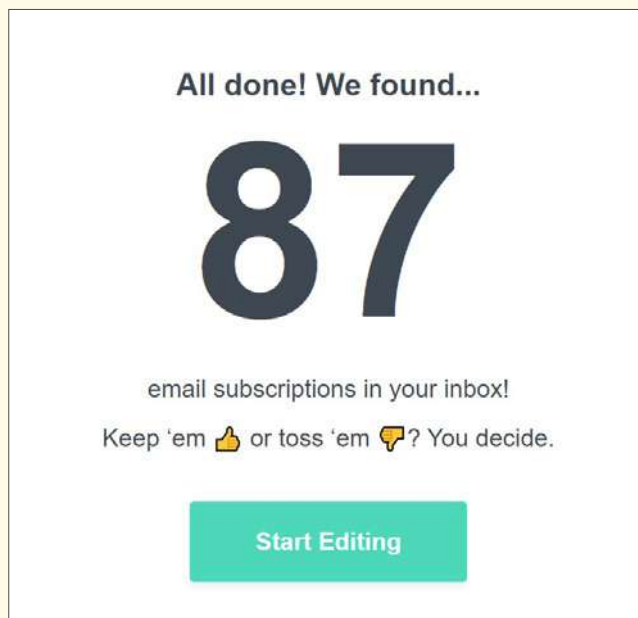 All done! We found...
87
email subscriptions in your inbox!
Keep ‘em 👍 or toss ‘em 👎? You decide.
Start Editing